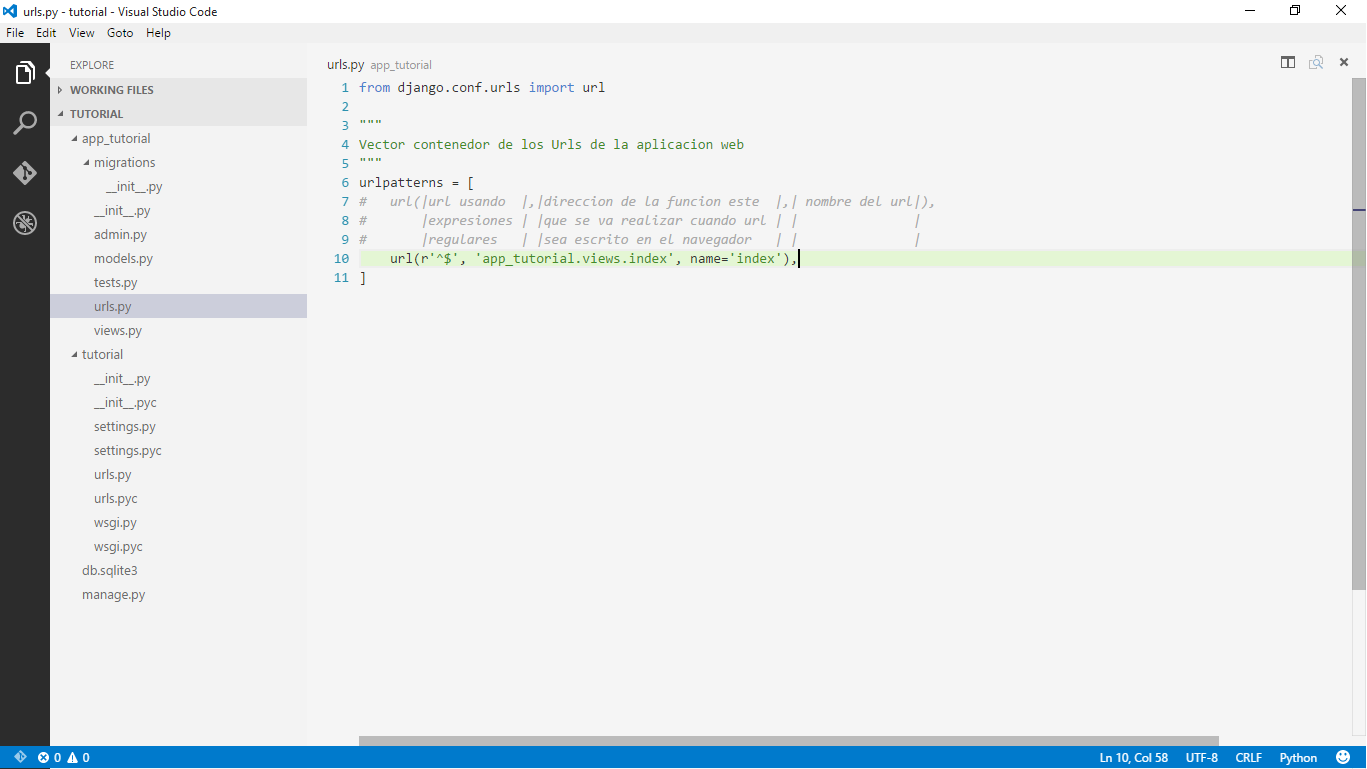 urls.py - tutorial - Visual Studio Code
File Edit View Goto Help
EXPLORE
WORKING FILES
TUTORIAL
app_tutorial
migrations
__init__.py
__init__.py
admin.py
models.py
tests.py
urls.py
views.py
tutorial
__init__.py
__init__.pyc
settings.py
settings.pyc
urls.py
urls.pyc
wsgi.py
wsgi.pyc
db.sqlite3
manage.py
urls.py app_tutorial
1 from django.conf.urls import url
2
3 """
4 Vector contenedor de los Urls de la aplicacion web
5 """
6 urlpatterns = [
7 #   url(|url usando  |,|direccion de la funcion este  |,| nombre del url|),
8 #       |expresiones | |que se va realizar cuando url | |               |
9 #       |regulares   | |sea escrito en el navegador   | |               |
10     url(r'^$', 'app_tutorial.views.index', name='index'),
11 ]
0 0 Ln 10, Col 58 UTF-8 CRLF Python